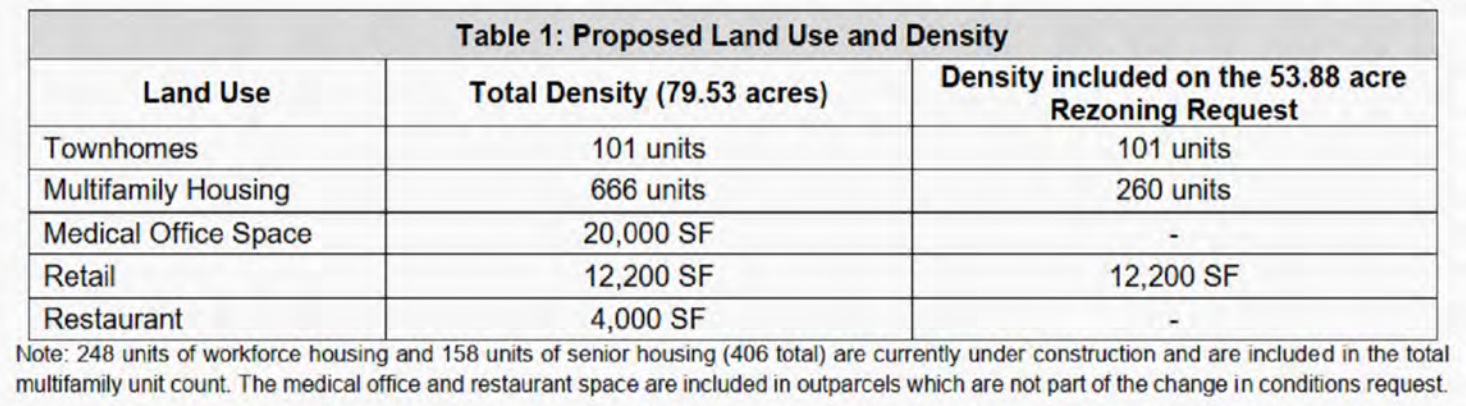 Table 1: Proposed Land Use and Density
Land Use Total Density (79.53 acres) Density included on the 53.88 acre Rezoning Request
Townhomes 101 units 101 units
Multifamily Housing 666 units 260 units
Medical Office Space 20,000 SF -
Retail 12,200 SF 12,200 SF
Restaurant 4,000 SF -
Note: 248 units of workforce housing and 158 units of senior housing (406 total) are currently under construction and are included in the total
multifamily unit count. The medical office and restaurant space are included in outparcels which are not part of the change in conditions request.